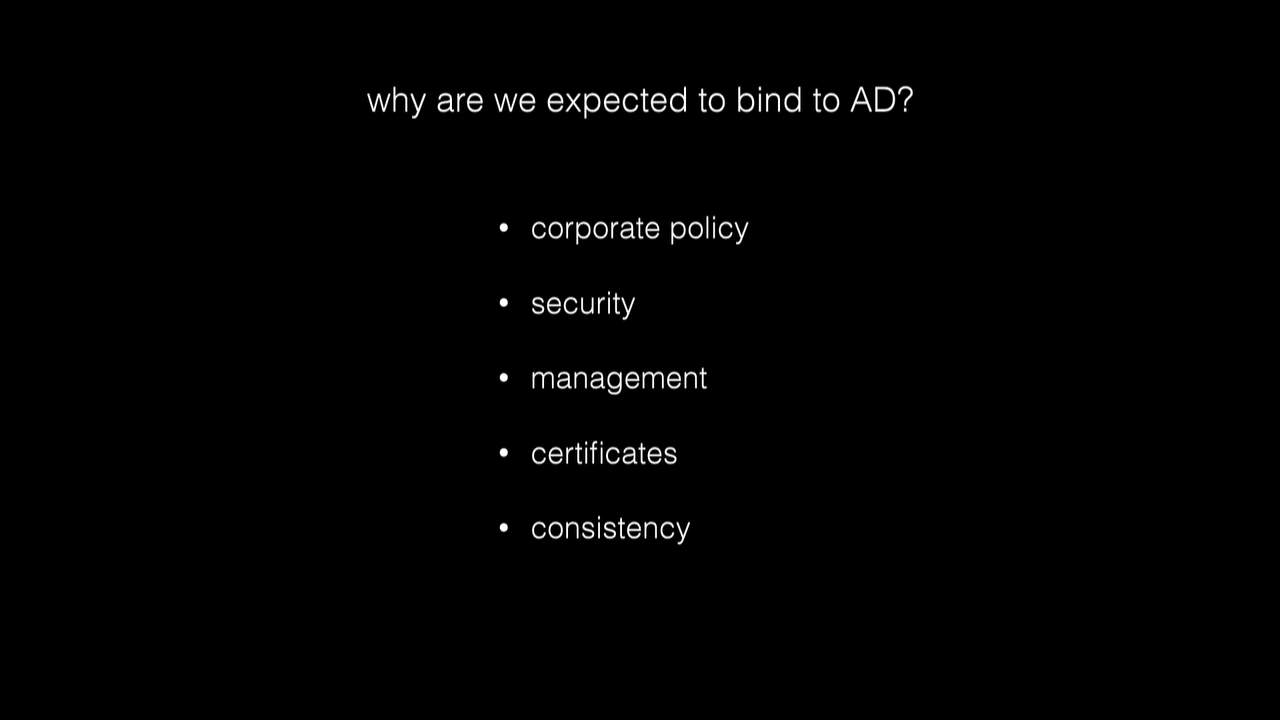 why are we expected to bind to AD?
• corporate policy
• security
• management
• certificates
• consistency